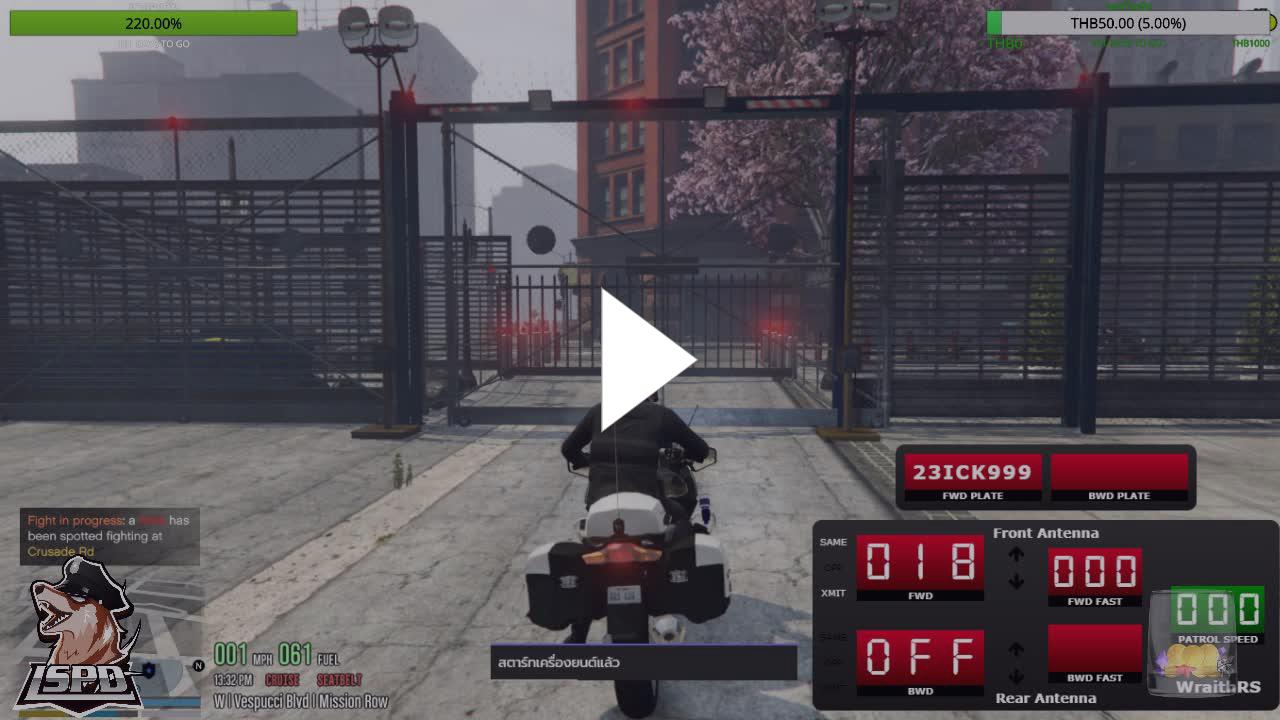 220.00%
THB50.00 (5.00%)
THB0
THB1000
23ICK999
FWD PLATE
BWD PLATE
Front Antenna
SAME
OPP
XMIT
018
FWD
000
FWD FAST
000
PATROL SPEED
SAME
OPP
OFF
BWD
BWD FAST
Rear Antenna
WraithRS
Fight in progress: a has
been spotted fighting at
Crusade Rd
LSPD
N
001 MPH 061 FUEL
13:32 PM CRUISE SEATBELT
W | Vespucci Blvd | Mission Row
สตาร์ทเครื่องยนต์แล้ว